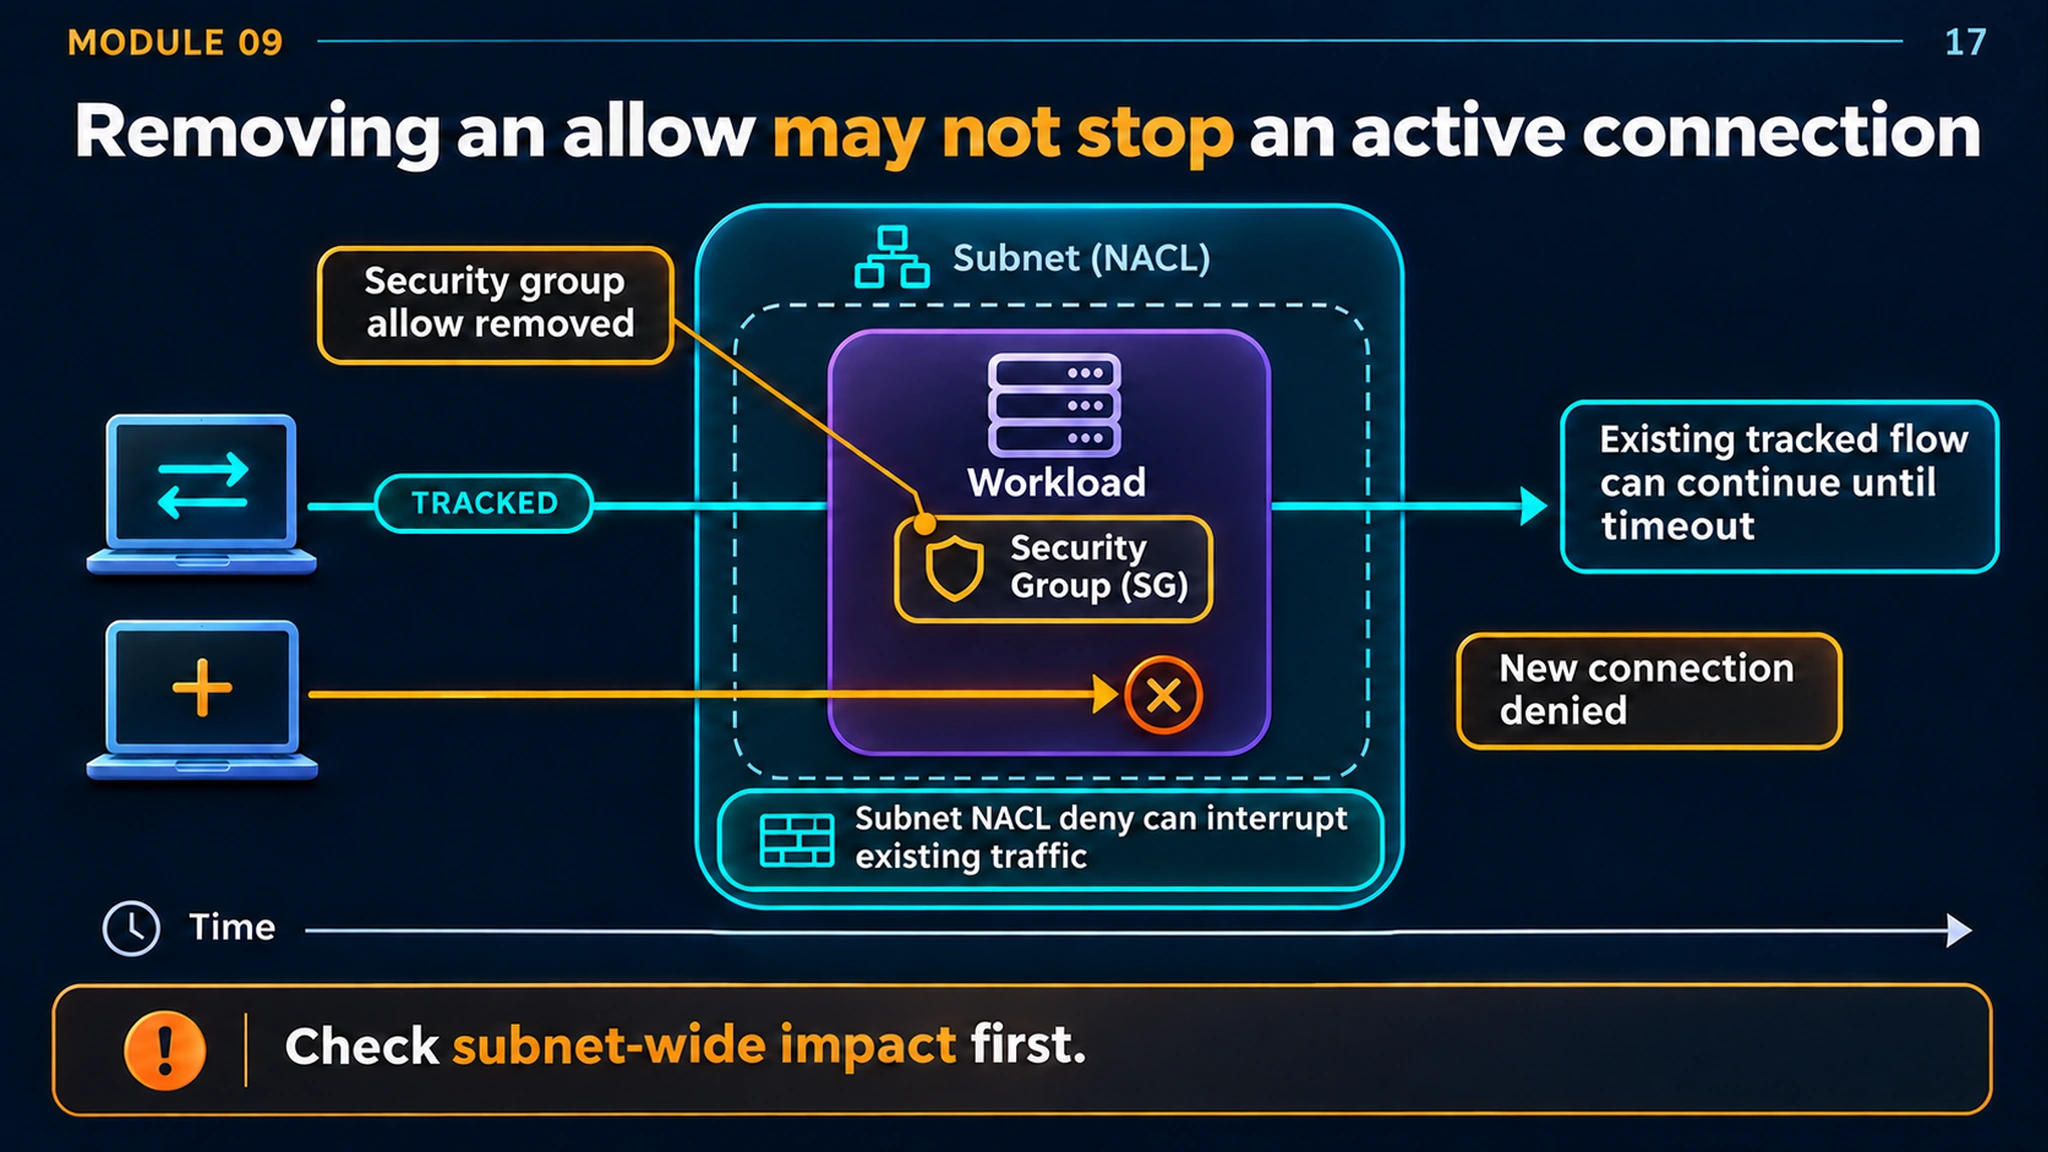 MODULE 09
17
Removing an allow may not stop an active connection
Subnet (NACL)
Security group
allow removed
Workload
TRACKED
Security
Group (SG)
Existing tracked flow
can continue until
timeout
New connection
denied
Subnet NACL deny can interrupt
existing traffic
Time
Check subnet-wide impact first.